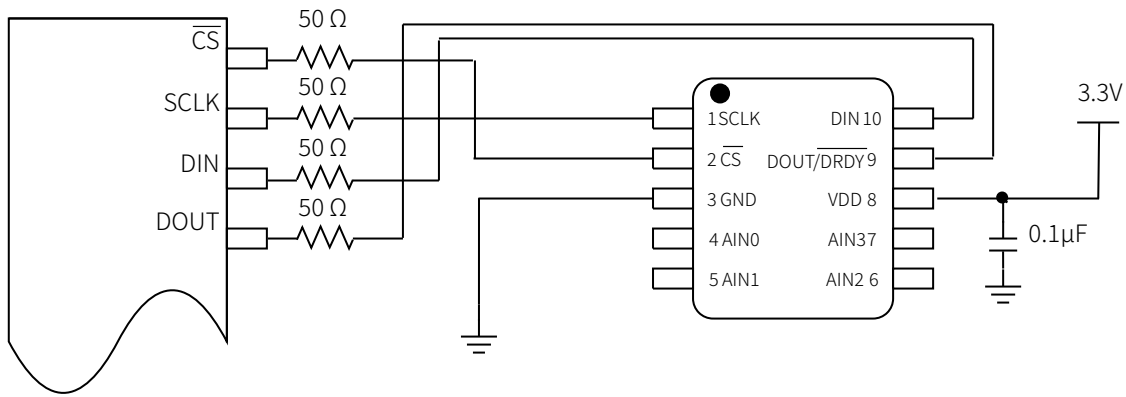 50 Ω
CS
50 Ω
SCLK
50 Ω
DIN
50 Ω
DOUT
1 SCLK
2 CS
3 GND
4 AIN0
5 AIN1
DIN 10
DOUT/DRDY 9
VDD 8
AIN3 7
AIN2 6
3.3V
0.1µF